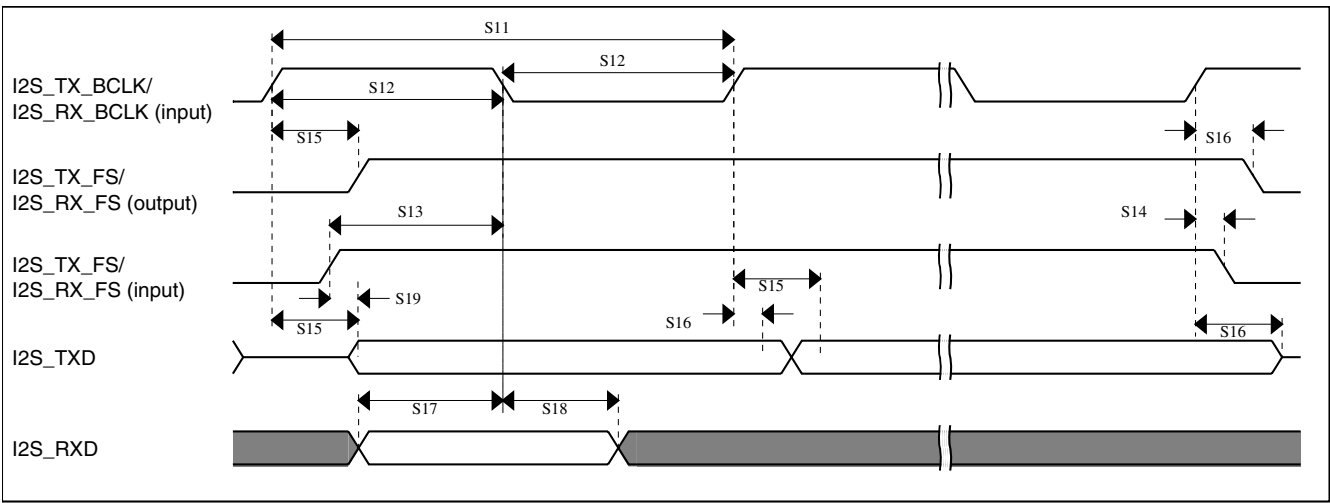 S11
I2S_TX_BCLK/
I2S_RX_BCLK (input)
S12
S12
S15
S16
I2S_TX_FS/
I2S_RX_FS (output)
S13
S14
I2S_TX_FS/
I2S_RX_FS (input)
S15
S19
S16
S15
S16
I2S_TXD
S17
S18
I2S_RXD